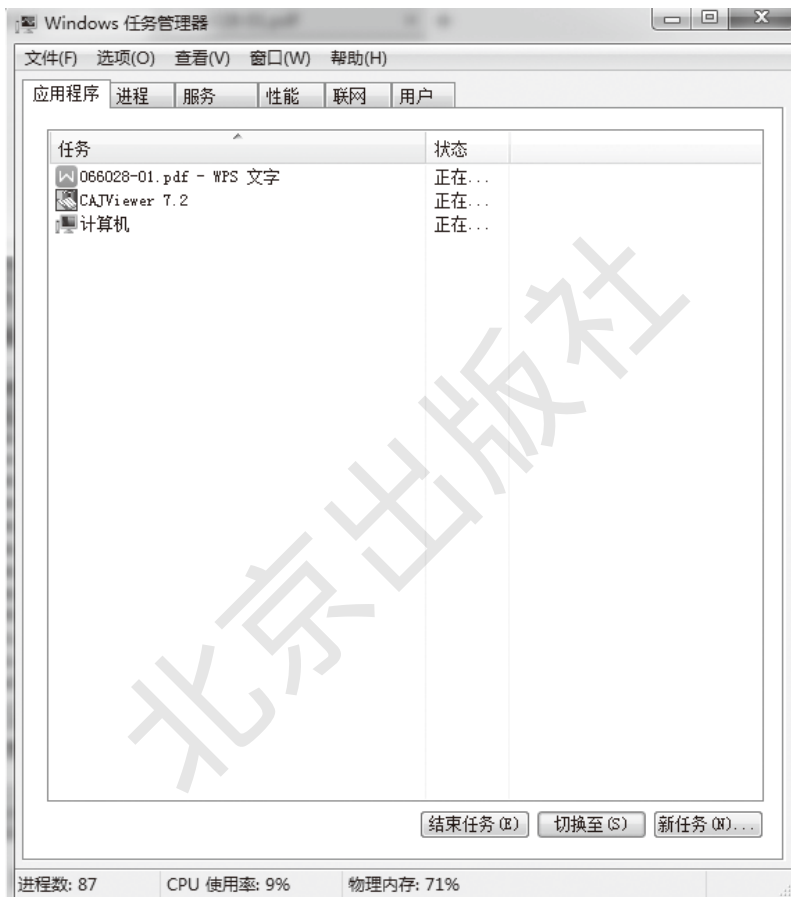 Windows 任务管理器
文件(F) 选项(O) 查看(V) 窗口(W) 帮助(H)
应用程序 进程 服务 性能 联网 用户
任务 状态
066028-01.pdf - WPS 文字 正在...
CAJViewer 7.2 正在...
计算机 正在...
北京出版社
结束任务(E) 切换至(S) 新任务(N)...
进程数: 87 CPU 使用率: 9% 物理内存: 71%